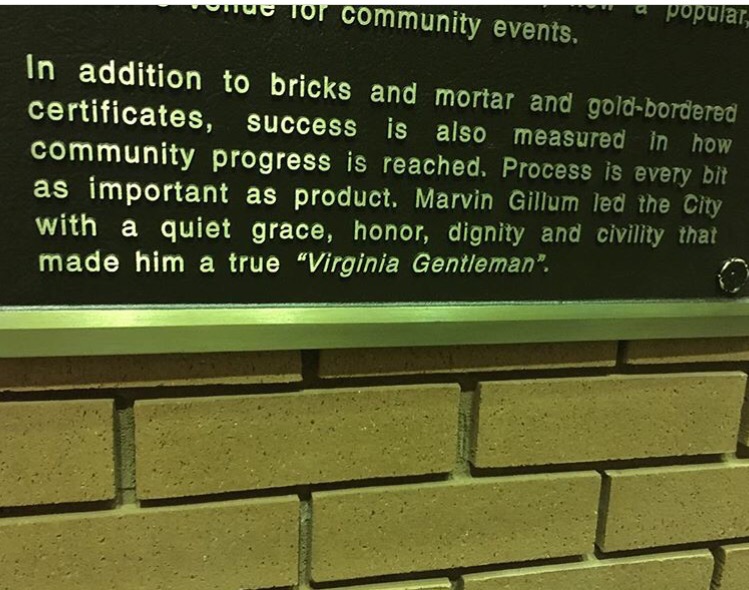 venue for community events. a popular,
In addition to bricks and mortar and gold-bordered
certificates, success is also measured in how
community progress is reached. Process is every bit
as important as product. Marvin Gillum led the City
with a quiet grace, honor, dignity and civility that
made him a true “Virginia Gentleman”.